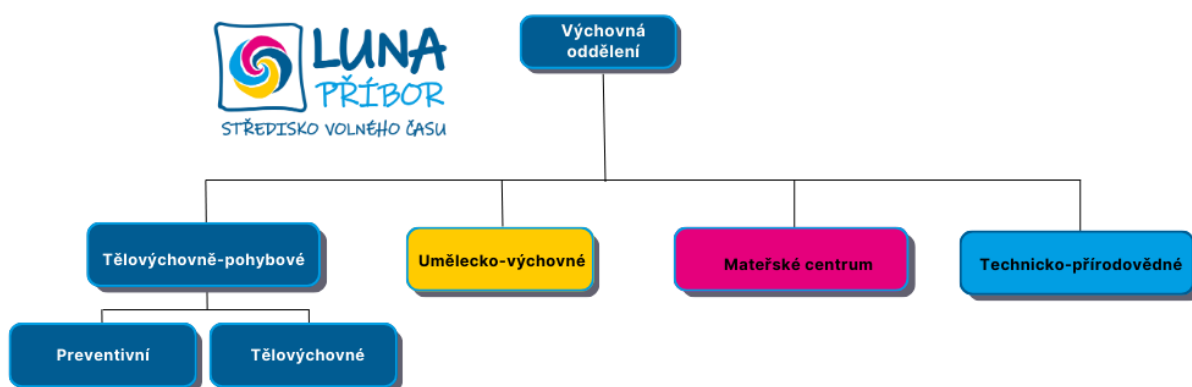 LUNA
PŘÍBOR
STŘEDISKO VOLNÉHO ČASU
Výchovná
oddělení
Tělovýchovně-pohybové
Umělecko-výchovné
Mateřské centrum
Technicko-přírodovědné
Preventivní
Tělovýchovné